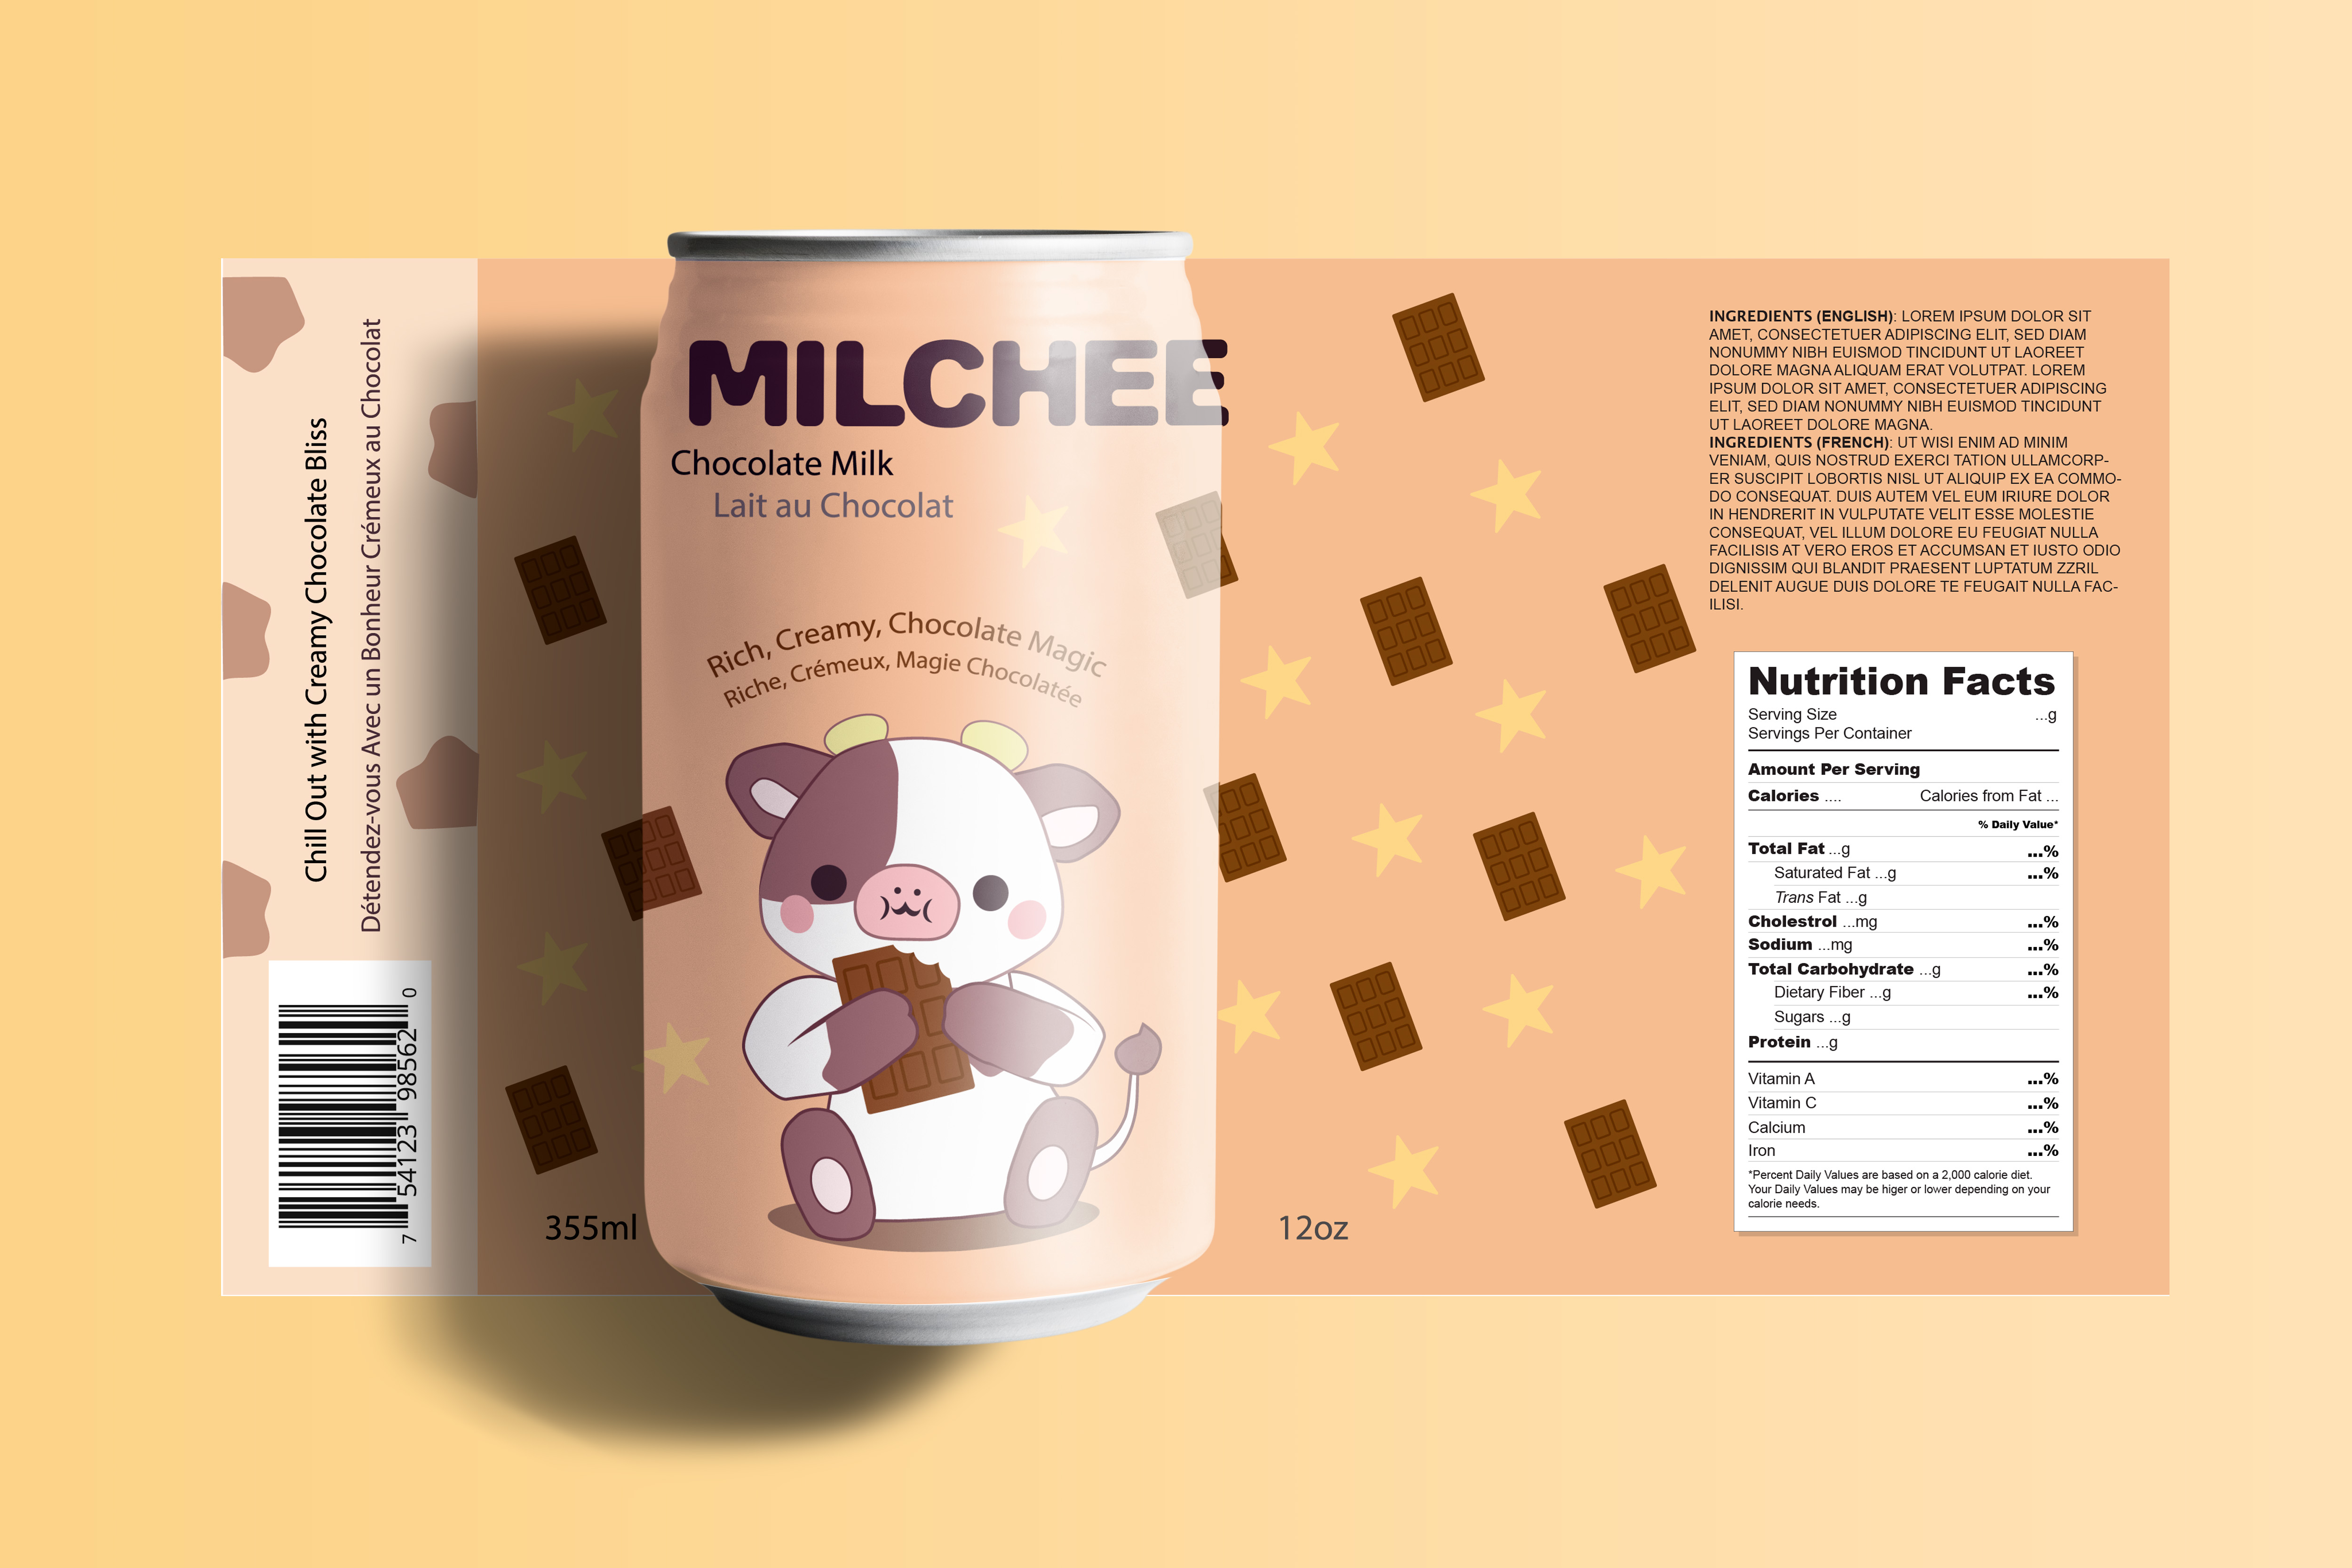 Chill Out with Creamy Chocolate Bliss
Détendez-vous Avec un Bonheur Crémeux au Chocolat
7 54123 98562 0
MILCHEE
Chocolate Milk
Lait au Chocolat
Rich, Creamy, Chocolate Magic
Riche, Crémeux, Magie Chocolatée
355ml
12oz
INGREDIENTS (ENGLISH): LOREM IPSUM DOLOR SIT
AMET, CONSECTETUER ADIPISCING ELIT, SED DIAM
NONUMMY NIBH EUISMOD TINCIDUNT UT LAOREET
DOLORE MAGNA ALIQUAM ERAT VOLUTPAT. LOREM
IPSUM DOLOR SIT AMET, CONSECTETUER ADIPISCING
ELIT, SED DIAM NONUMMY NIBH EUISMOD TINCIDUNT
UT LAOREET DOLORE MAGNA.
INGREDIENTS (FRENCH): UT WISI ENIM AD MINIM
VENIAM, QUIS NOSTRUD EXERCI TATION ULLAMCORP-
ER SUSCIPIT LOBORTIS NISL UT ALIQUIP EX EA COMMO-
DO CONSEQUAT. DUIS AUTEM VEL EUM IRIURE DOLOR
IN HENDRERIT IN VULPUTATE VELIT ESSE MOLESTIE
CONSEQUAT, VEL ILLUM DOLORE EU FEUGIAT NULLA
FACILISIS AT VERO EROS ET ACCUMSAN ET IUSTO ODIO
DIGNISSIM QUI BLANDIT PRAESENT LUPTATUM ZZRIL
DELENIT AUGUE DUIS DOLORE TE FEUGAIT NULLA FAC-
ILISI.
Nutrition Facts
Serving Size ...g
Servings Per Container
Amount Per Serving
Calories .... Calories from Fat ...
% Daily Value*
Total Fat ...g ...%
Saturated Fat ...g ...%
Trans Fat ...g
Cholestrol ...mg ...%
Sodium ...mg ...%
Total Carbohydrate ...g ...%
Dietary Fiber ...g ...%
Sugars ...g
Protein ...g
Vitamin A ...%
Vitamin C ...%
Calcium ...%
Iron ...%
*Percent Daily Values are based on a 2,000 calorie diet.
Your Daily Values may be higer or lower depending on your
calorie needs.